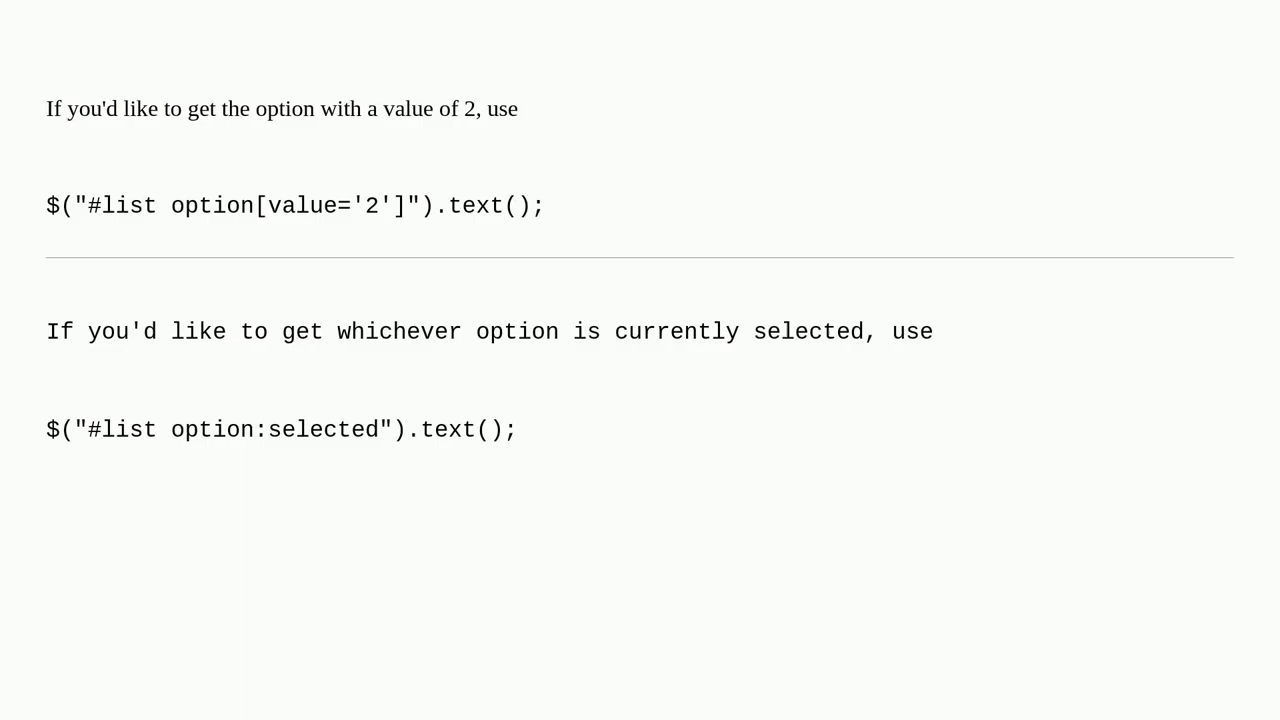 If you'd like to get the option with a value of 2, use
$("#list option[value='2']").text();
If you'd like to get whichever option is currently selected, use
$("#list option:selected").text();